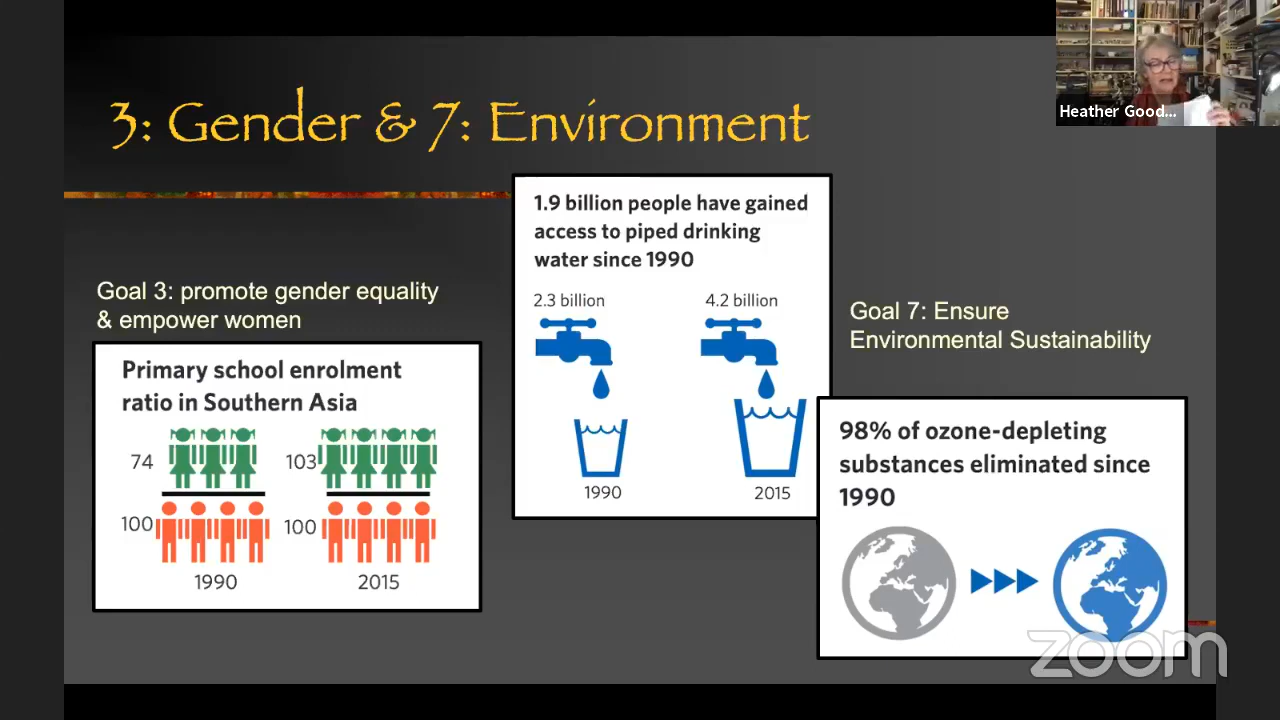 3: Gender & 7: Environment
Heather Good...
Goal 3: promote gender equality
& empower women
Primary school enrolment
ratio in Southern Asia
74
103
100
100
1990
2015
1.9 billion people have gained
access to piped drinking
water since 1990
2.3 billion
4.2 billion
1990
2015
Goal 7: Ensure
Environmental Sustainability
98% of ozone-depleting
substances eliminated since
1990
zoom